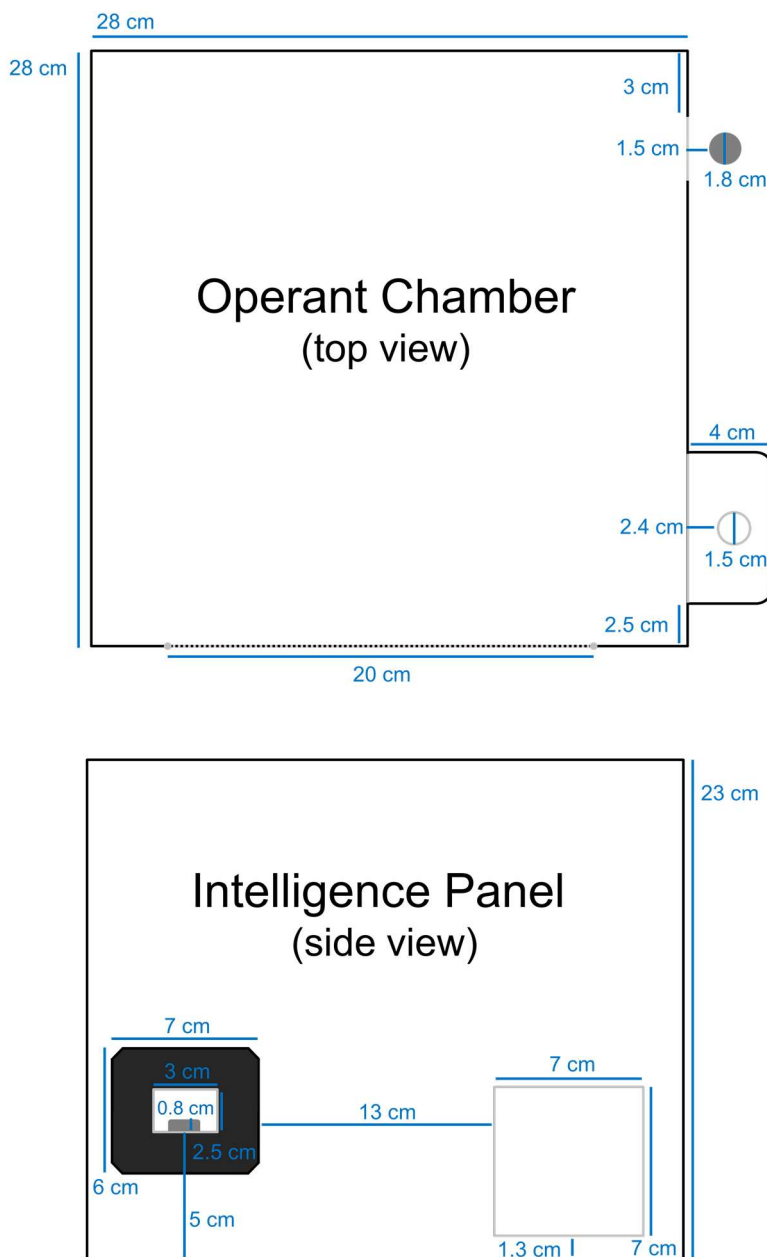 28 cm
28 cm
3 cm
1.5 cm
1.8 cm
Operant Chamber
(top view)
4 cm
2.4 cm
1.5 cm
2.5 cm
20 cm
23 cm
Intelligence Panel
(side view)
7 cm
7 cm
3 cm
0.8 cm
13 cm
2.5 cm
6 cm
5 cm
1.3 cm
7 cm